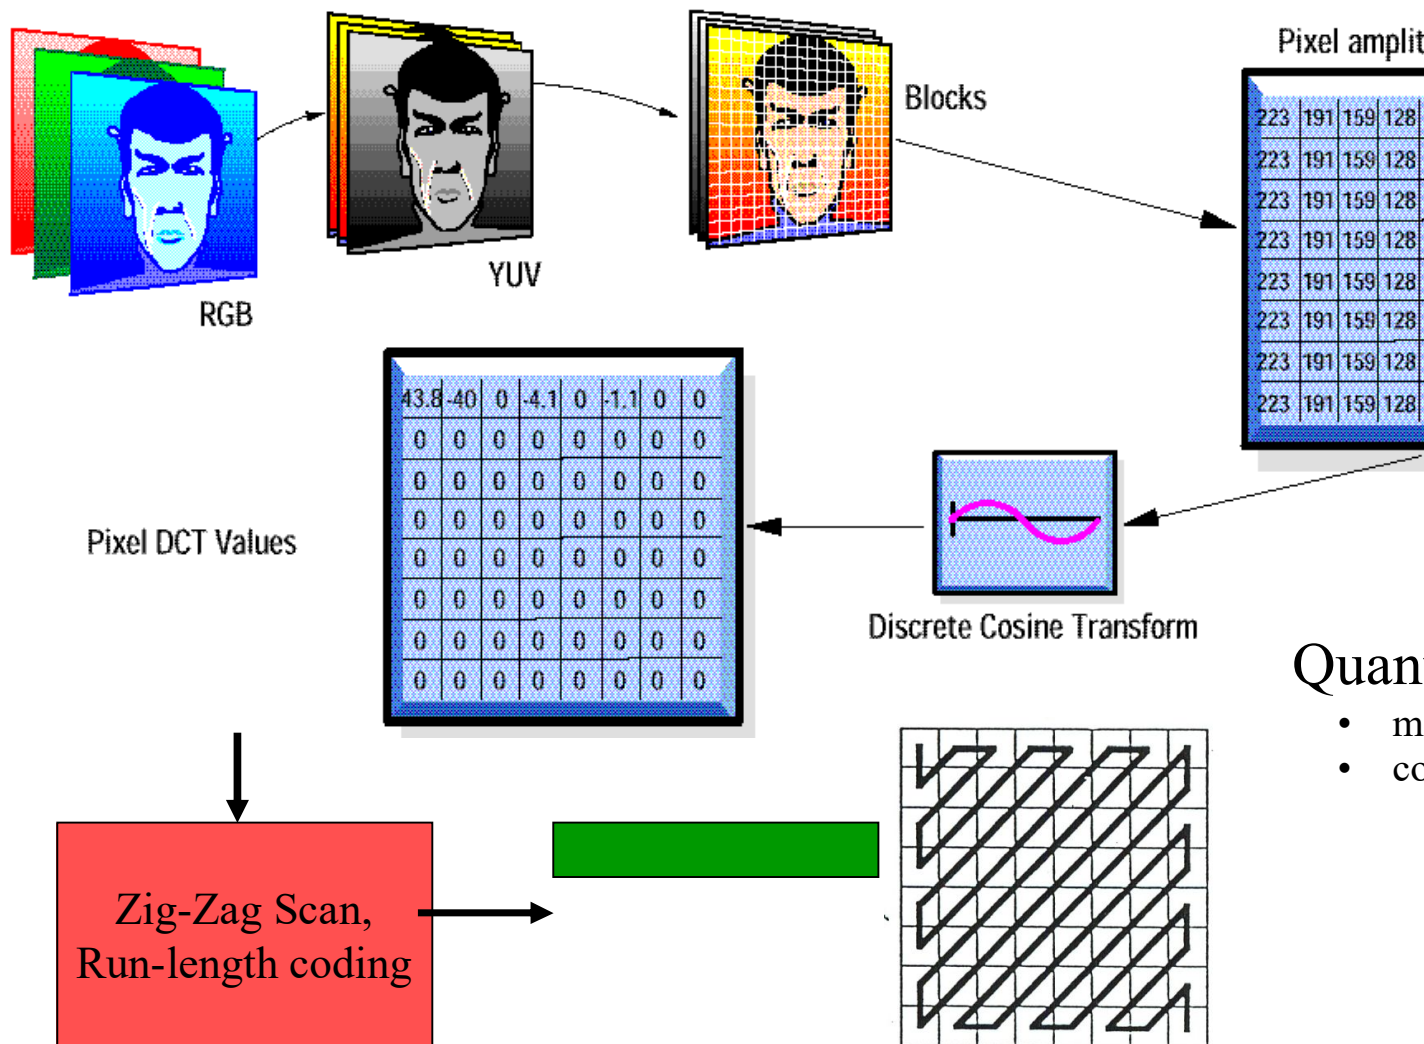 Pixel amplit
Blocks
YUV
RGB
223 191 159 128
223 191 159 128
223 191 159 128
223 191 159 128
223 191 159 128
223 191 159 128
223 191 159 128
223 191 159 128
43.8 -40 0 -4.1 0 -1.1 0 0
0 0 0 0 0 0 0 0
0 0 0 0 0 0 0 0
0 0 0 0 0 0 0 0
0 0 0 0 0 0 0 0
0 0 0 0 0 0 0 0
0 0 0 0 0 0 0 0
0 0 0 0 0 0 0 0
Pixel DCT Values
Discrete Cosine Transform
Quan
• m
• co
Zig-Zag Scan,
Run-length coding